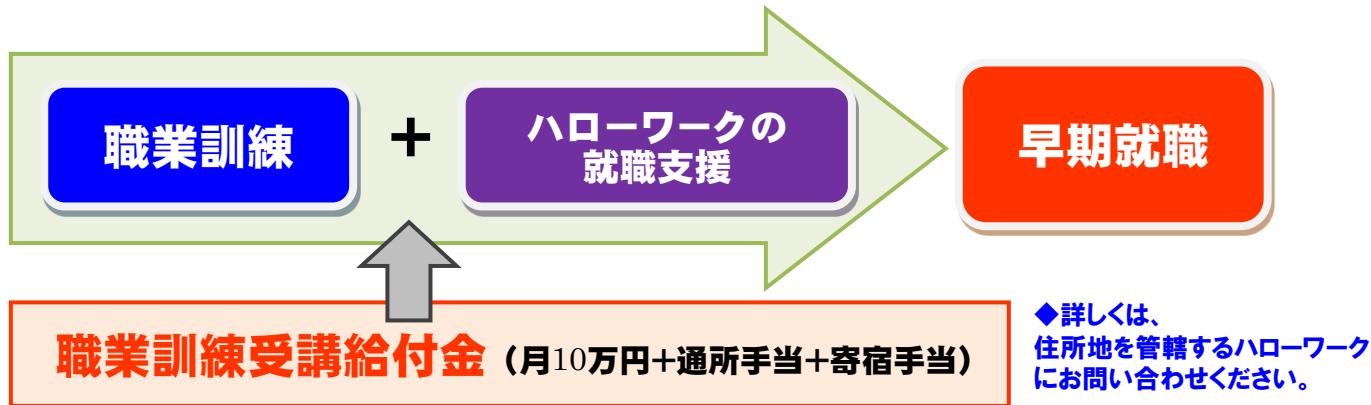 職業訓練
+
ハローワークの
就職支援
早期就職
職業訓練受講給付金（月10万円+通所手当+寄宿手当）
◆詳しくは、
住所地を管轄するハローワーク
にお問い合わせください。